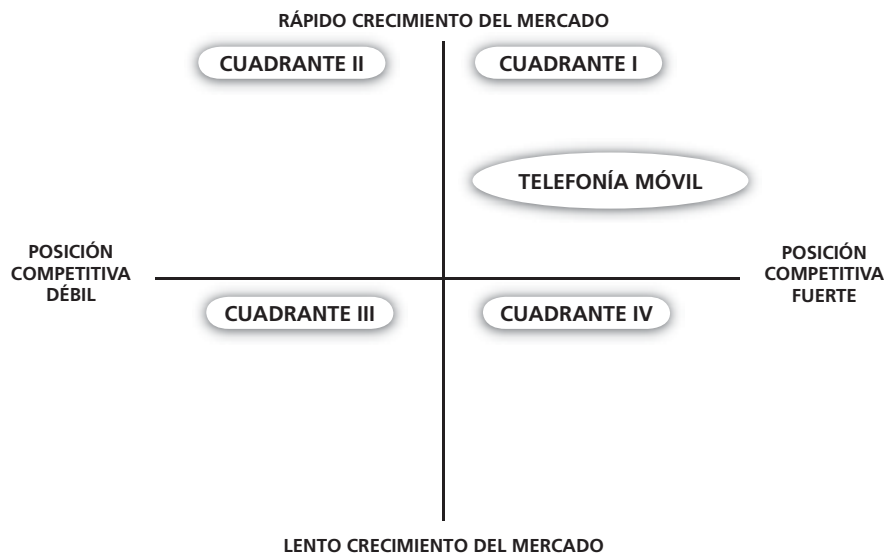 RÁPIDO CRECIMIENTO DEL MERCADO
CUADRANTE II
CUADRANTE I
TELEFONÍA MÓVIL
POSICIÓN
COMPETITIVA
DÉBIL
POSICIÓN
COMPETITIVA
FUERTE
CUADRANTE III
CUADRANTE IV
LENTO CRECIMIENTO DEL MERCADO